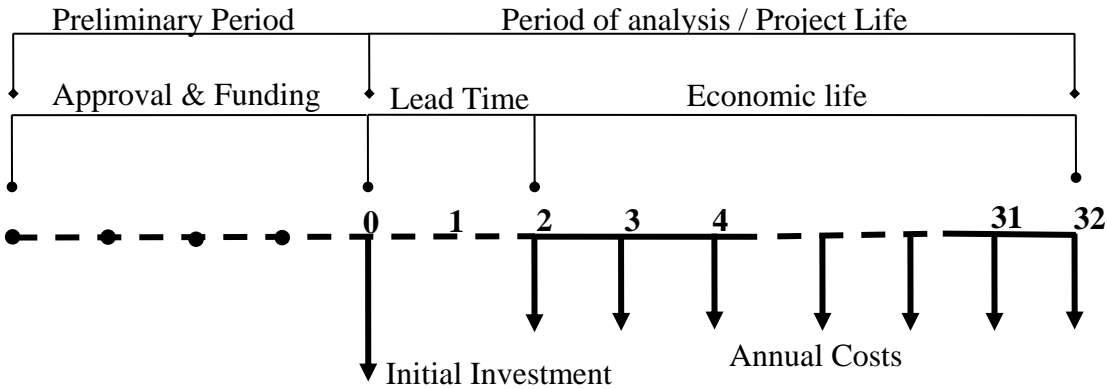 Preliminary Period
Period of analysis / Project Life
Approval & Funding
Lead Time
Economic life
0 1 2 3 4 31 32
Annual Costs
Initial Investment